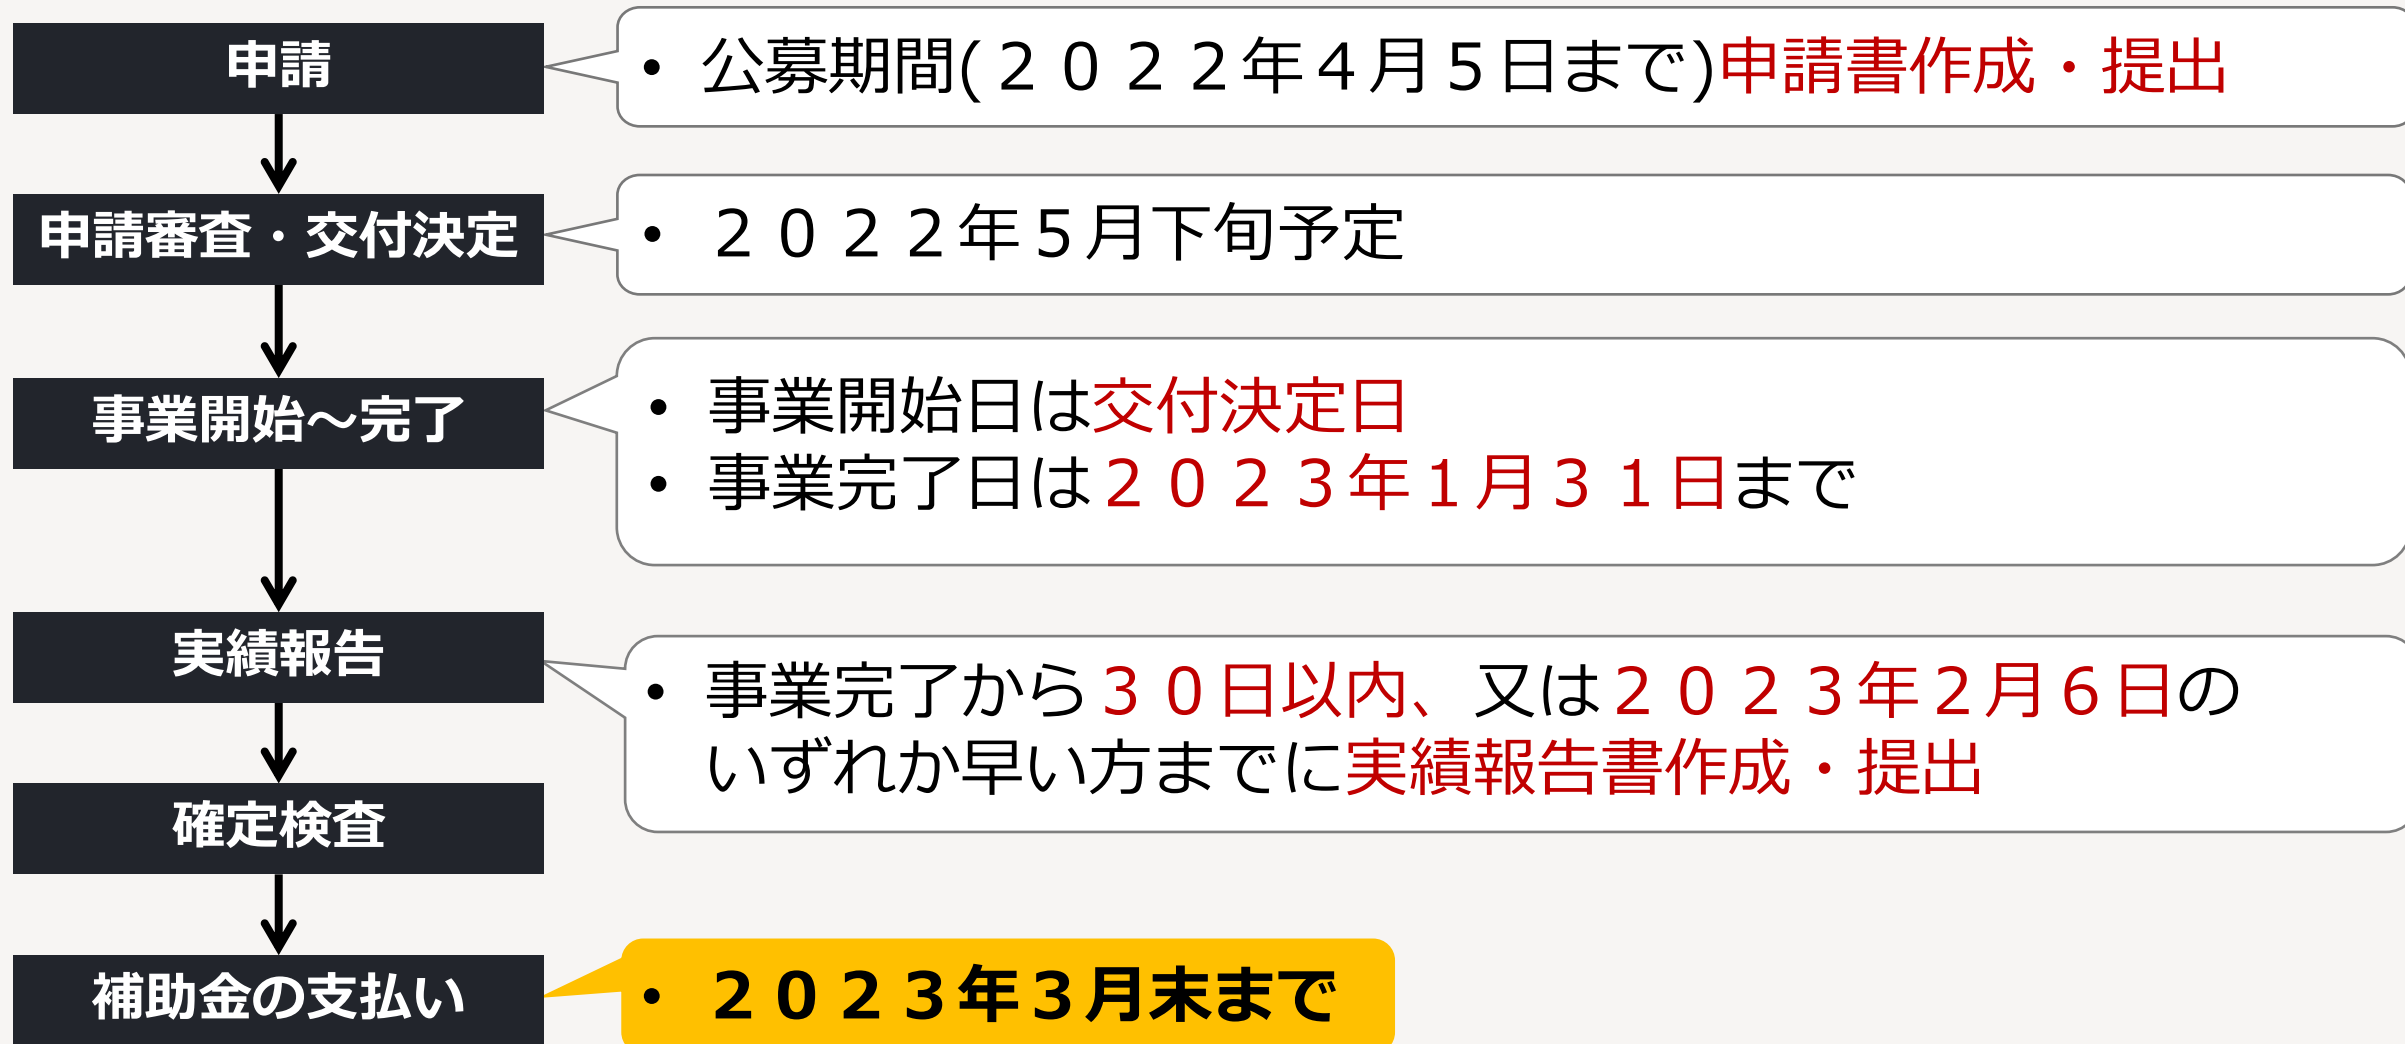 申請
• 公募期間(２０２２年４月５日まで)申請書作成・提出
申請審査・交付決定
• ２０２２年５月下旬予定
事業開始～完了
• 事業開始日は交付決定日
• 事業完了日は２０２３年１月３１日まで
実績報告
• 事業完了から３０日以内、又は２０２３年２月６日の
いずれか早い方までに実績報告書作成・提出
確定検査
補助金の支払い
• ２０２３年３月末まで